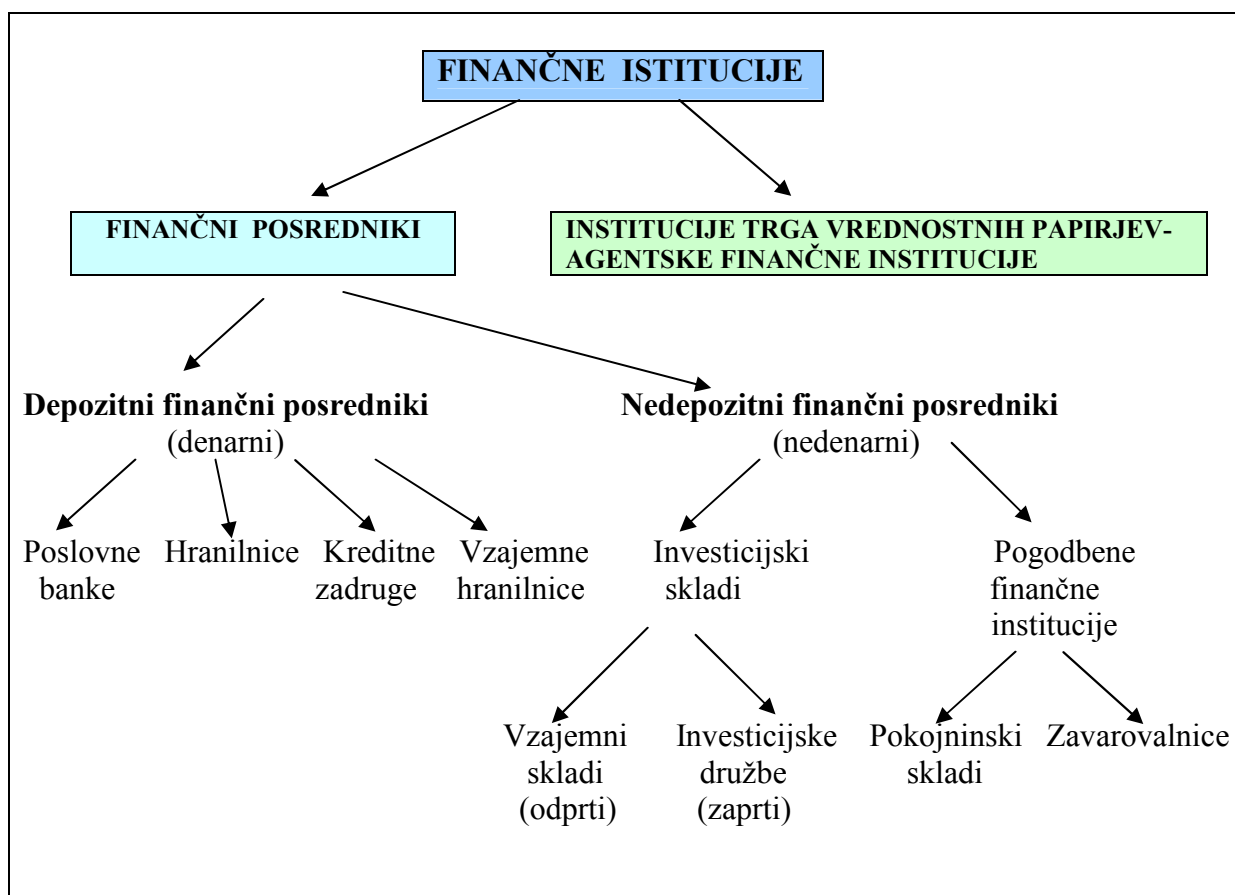 FINANČNE ISTITUCIJE
FINANČNI POSREDNIKI
INSTITUCIJE TRGA VREDNOSTNIH PAPIRJEV-
AGENTSKE FINANČNE INSTITUCIJE
Depozitni finančni posredniki
(denarni)
Nedepozitni finančni posredniki
(nedenarni)
Poslovne
banke
Hranilnice
Kreditne
zadruge
Vzajemne
hranilnice
Investicijski
skladi
Pogodbene
finančne
institucije
Vzajemni
skladi
(odprti)
Investicijske
družbe
(zaprti)
Pokojninski
skladi
Zavarovalnice